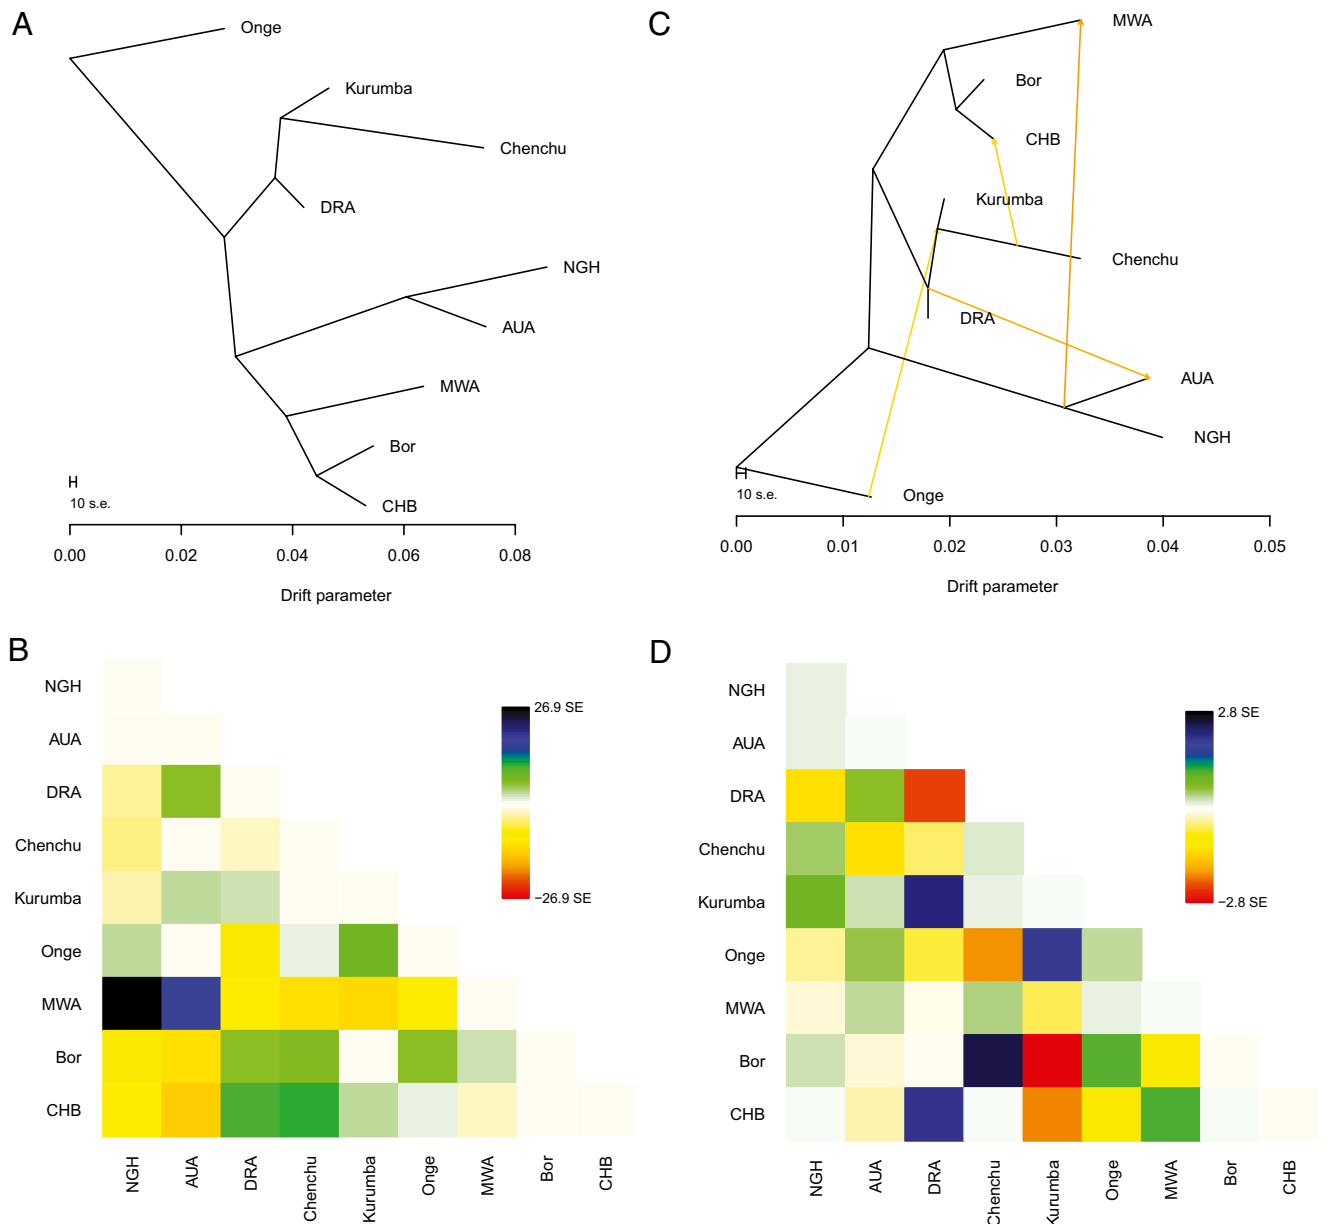 A
Onge
Kurumba
Chenchu
DRA
NGH
AUA
MWA
Bor
CHB
10 s.e.
0.00 0.02 0.04 0.06 0.08
Drift parameter
C
MWA
Bor
CHB
Kurumba
Chenchu
DRA
AUA
NGH
Onge
10 s.e.
0.00 0.01 0.02 0.03 0.04 0.05
Drift parameter
B
NGH
AUA
DRA
Chenchu
Kurumba
Onge
MWA
Bor
CHB
26.9 SE
−26.9 SE
NGH AUA DRA Chenchu Kurumba Onge MWA Bor CHB
D
NGH
AUA
DRA
Chenchu
Kurumba
Onge
MWA
Bor
CHB
2.8 SE
−2.8 SE
NGH AUA DRA Chenchu Kurumba Onge MWA Bor CHB